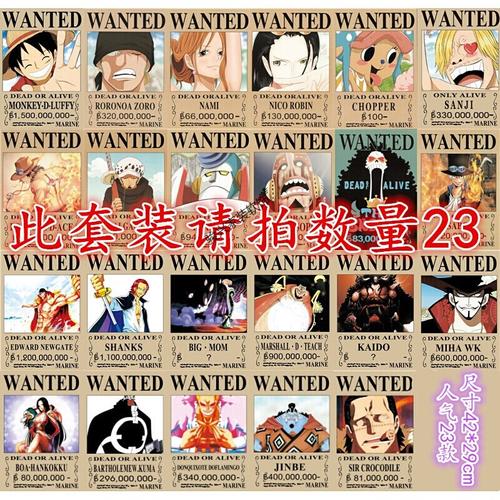 WANTED WANTED WANTED WANTED WANTED WANTED
DEAD OR ALIVE DEAD OR ALIVE DEAD OR ALIVE DEAD OR ALIVE DEAD OR ALIVE ONLY ALIVE
MONKEY·D·LUFFY RORONOA ZORO NAMI NICO ROBIN CHOPPER SANJI
฿1,500,000,000- ฿320,000,000- ฿66,000,000- ฿130,000,000- ฿100- ฿330,000,000-
MARINE MARINE MARINE MARINE MARINE MARINE
WANTED WANTED WANTED WANTED WANTED WANTED
DEAD ALIVE
此套装请拍数量23
WANTED WANTED WANTED WANTED WANTED WANTED
DEAD OR ALIVE DEAD OR ALIVE DEAD OR ALIVE DEAD OR ALIVE DEAD OR ALIVE DEAD OR ALIVE
EDWARD NEWGATE SHANKS BIG·MOM MARSHALL·D·TEACH KAIDO MIHA WK
฿1,200,000,000- ฿1,100,000,000- ฿ ฿900,000,000- ? ฿600,000,000-
MARINE MARINE MARINE MARINE MARINE MARINE
WANTED WANTED WANTED WANTED WANTED
DEAD OR ALIVE DEAD OR ALIVE DEAD OR ALIVE DEAD OR ALIVE DEAD OR ALIVE
BOA·HANKOKKU BARTHOLEMEW.KUMA DONQUIXOTE DOFLAMINGO JINBE SIR CROCODILE
฿80,000,000- ฿296,000,000- ฿340,000,000- ฿400,000,000- ฿81,000,000-
MARINE MARINE MARINE MARINE MARINE
尺寸42*29cm
人气23款